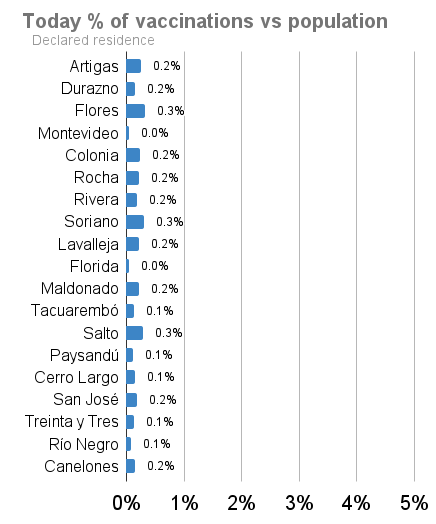 Today % of vaccinations vs population
Declared residence
Artigas 0.2%
Durazno 0.2%
Flores 0.3%
Montevideo 0.0%
Colonia 0.2%
Rocha 0.2%
Rivera 0.2%
Soriano 0.3%
Lavalleja 0.2%
Florida 0.0%
Maldonado 0.2%
Tacuarembó 0.1%
Salto 0.3%
Paysandú 0.1%
Cerro Largo 0.1%
San José 0.2%
Treinta y Tres 0.1%
Río Negro 0.1%
Canelones 0.2%
0% 1% 2% 3% 4% 5%